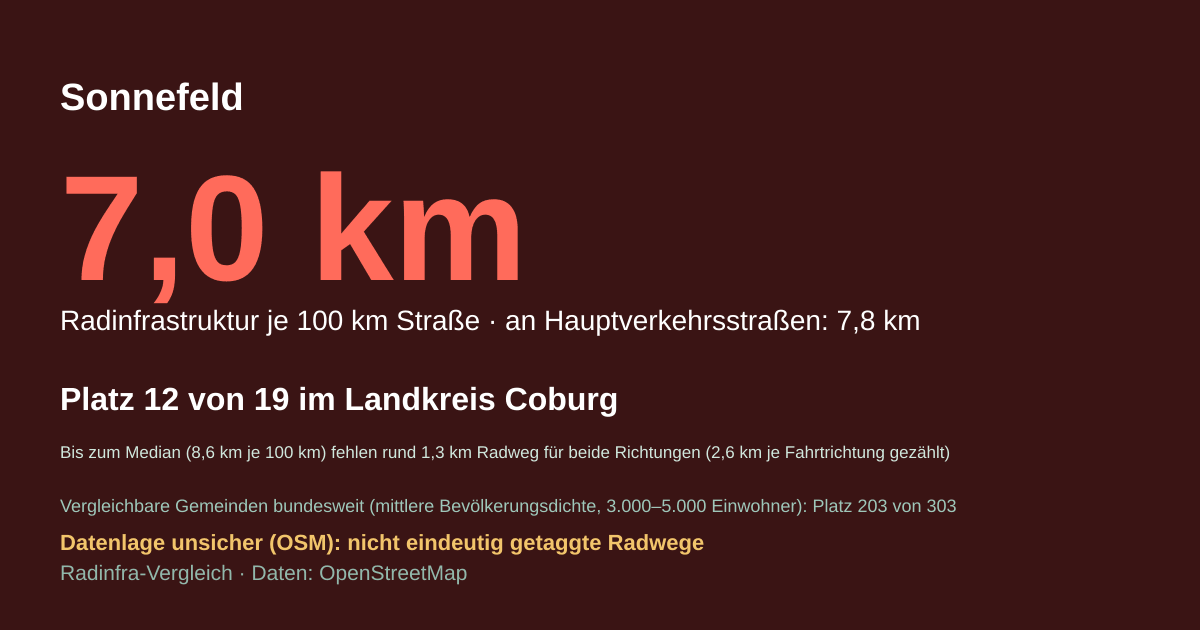 Sonnefeld
7,0 km
Radinfrastruktur je 100 km Straße · an Hauptverkehrsstraßen: 7,8 km
Platz 12 von 19 im Landkreis Coburg
Bis zum Median (8,6 km je 100 km) fehlen rund 1,3 km Radweg für beide Richtungen (2,6 km je Fahrtrichtung gezählt)
Vergleichbare Gemeinden bundesweit (mittlere Bevölkerungsdichte, 3.000–5.000 Einwohner): Platz 203 von 303
Datenlage unsicher (OSM): nicht eindeutig getaggte Radwege
Radinfra-Vergleich · Daten: OpenStreetMap